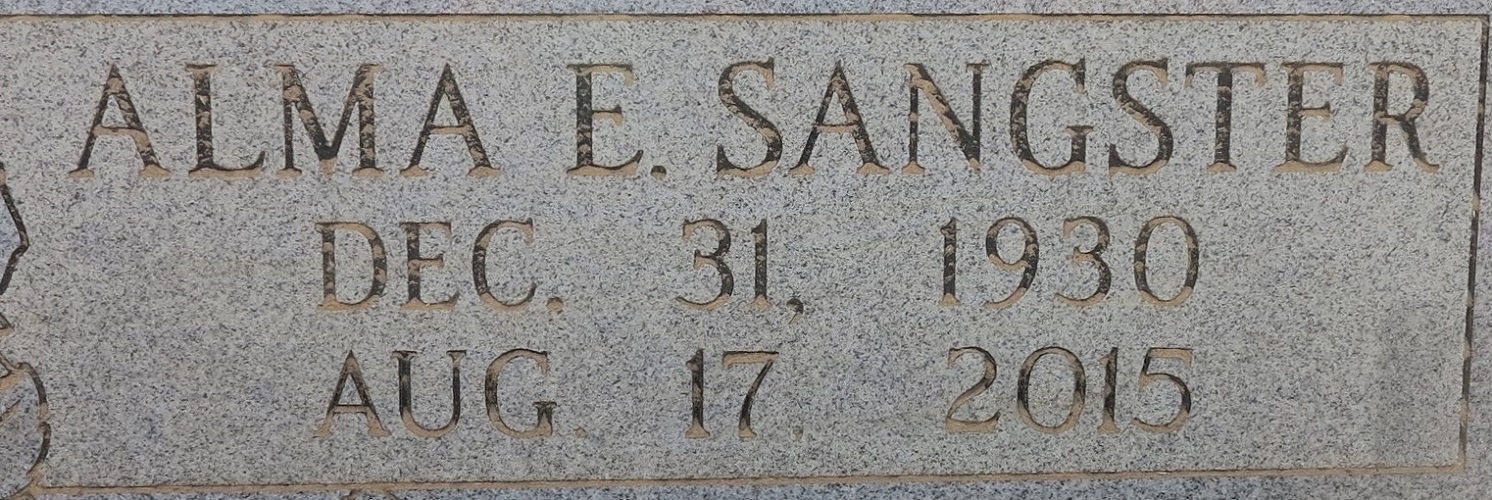 ALMA E. SANGSTER
DEC. 31, 1930
AUG. 17, 2015